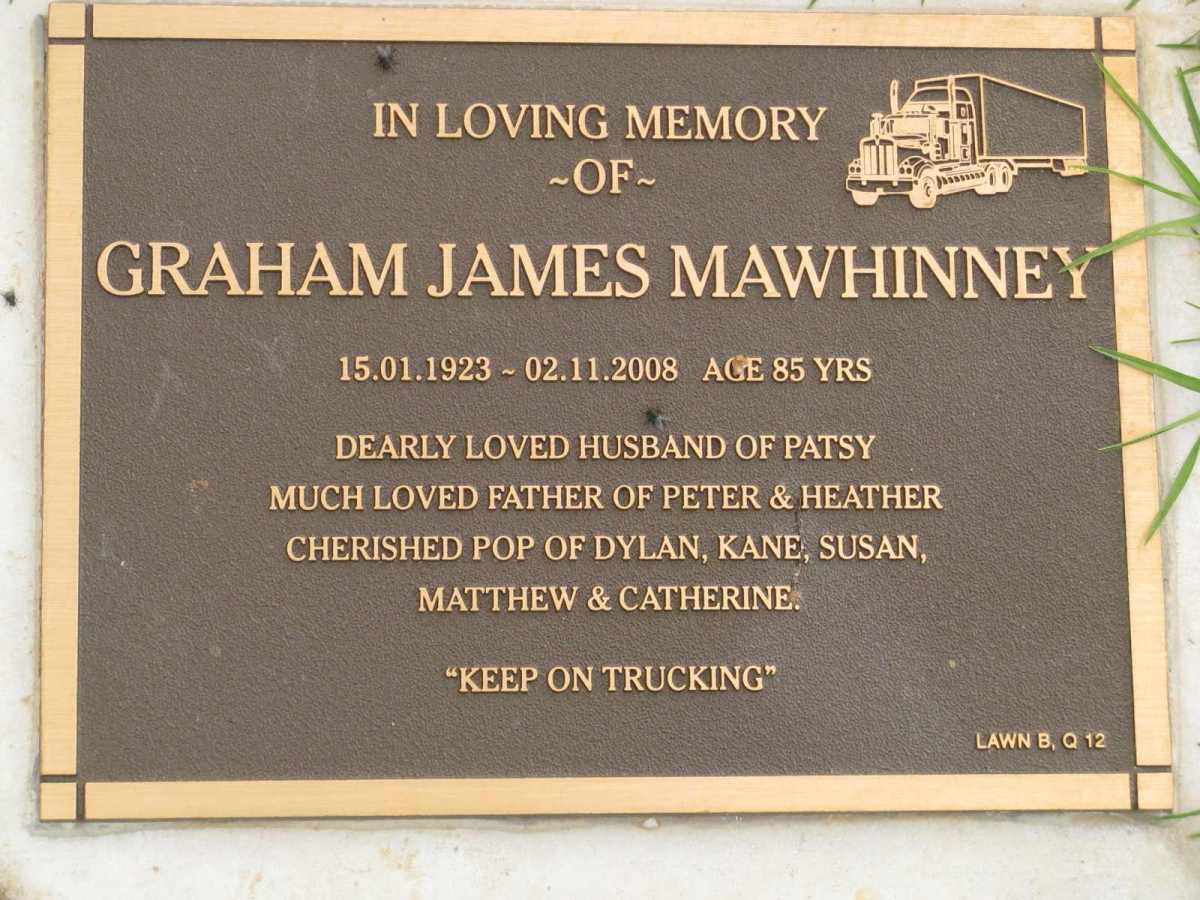 IN LOVING MEMORY
~OF~
GRAHAM JAMES MAWHINNEY
15.01.1923 ~ 02.11.2008 AGE 85 YRS
DEARLY LOVED HUSBAND OF PATSY
MUCH LOVED FATHER OF PETER & HEATHER
CHERISHED POP OF DYLAN, KANE, SUSAN,
MATTHEW & CATHERINE.
"KEEP ON TRUCKING"
LAWN B, Q 12